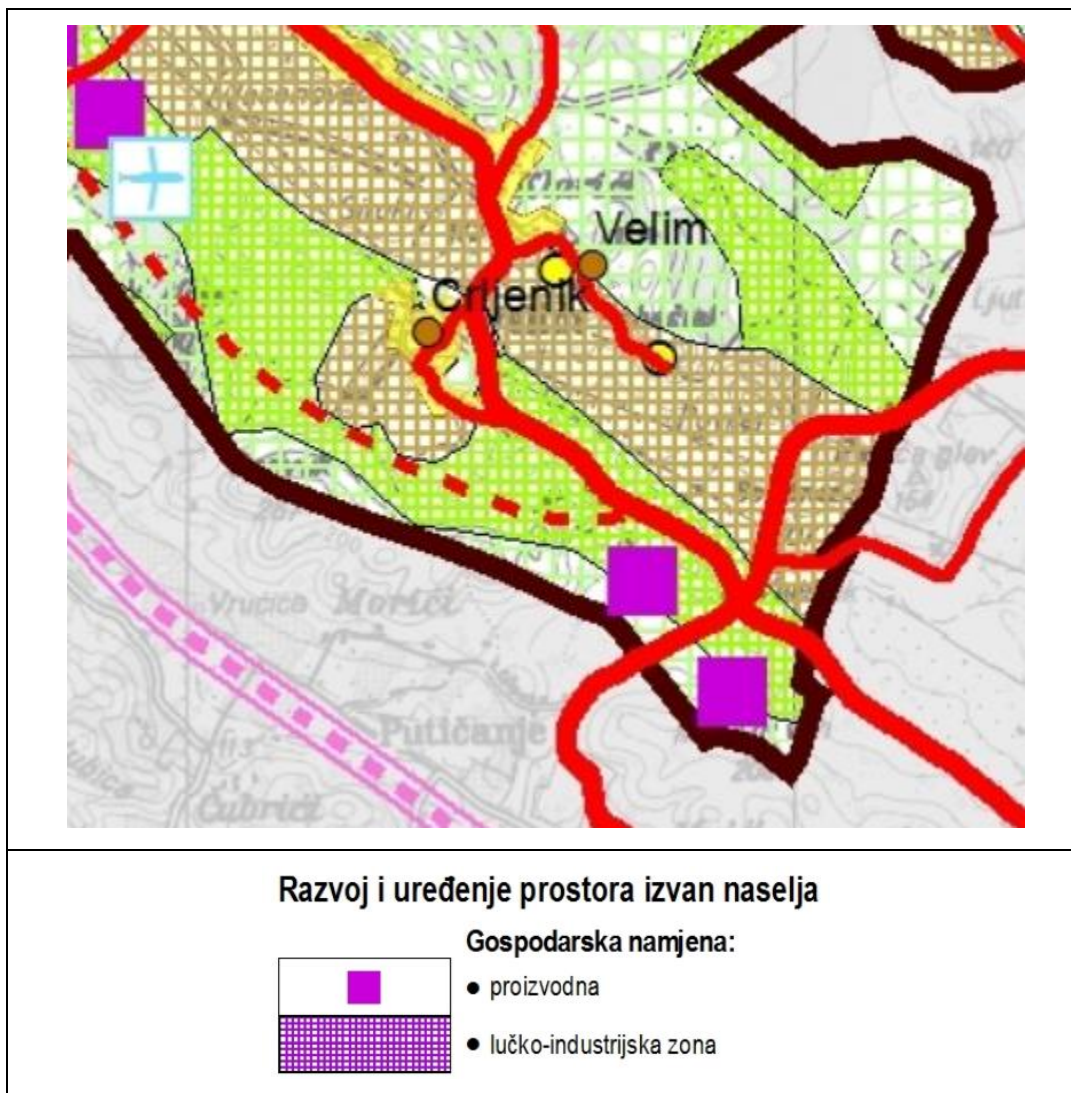 Velim
Crljenik
Vrućica
Morići
Putičanje
Čubrići
Razvoj i uređenje prostora izvan naselja
Gospodarska namjena:
• proizvodna
• lučko-industrijska zona